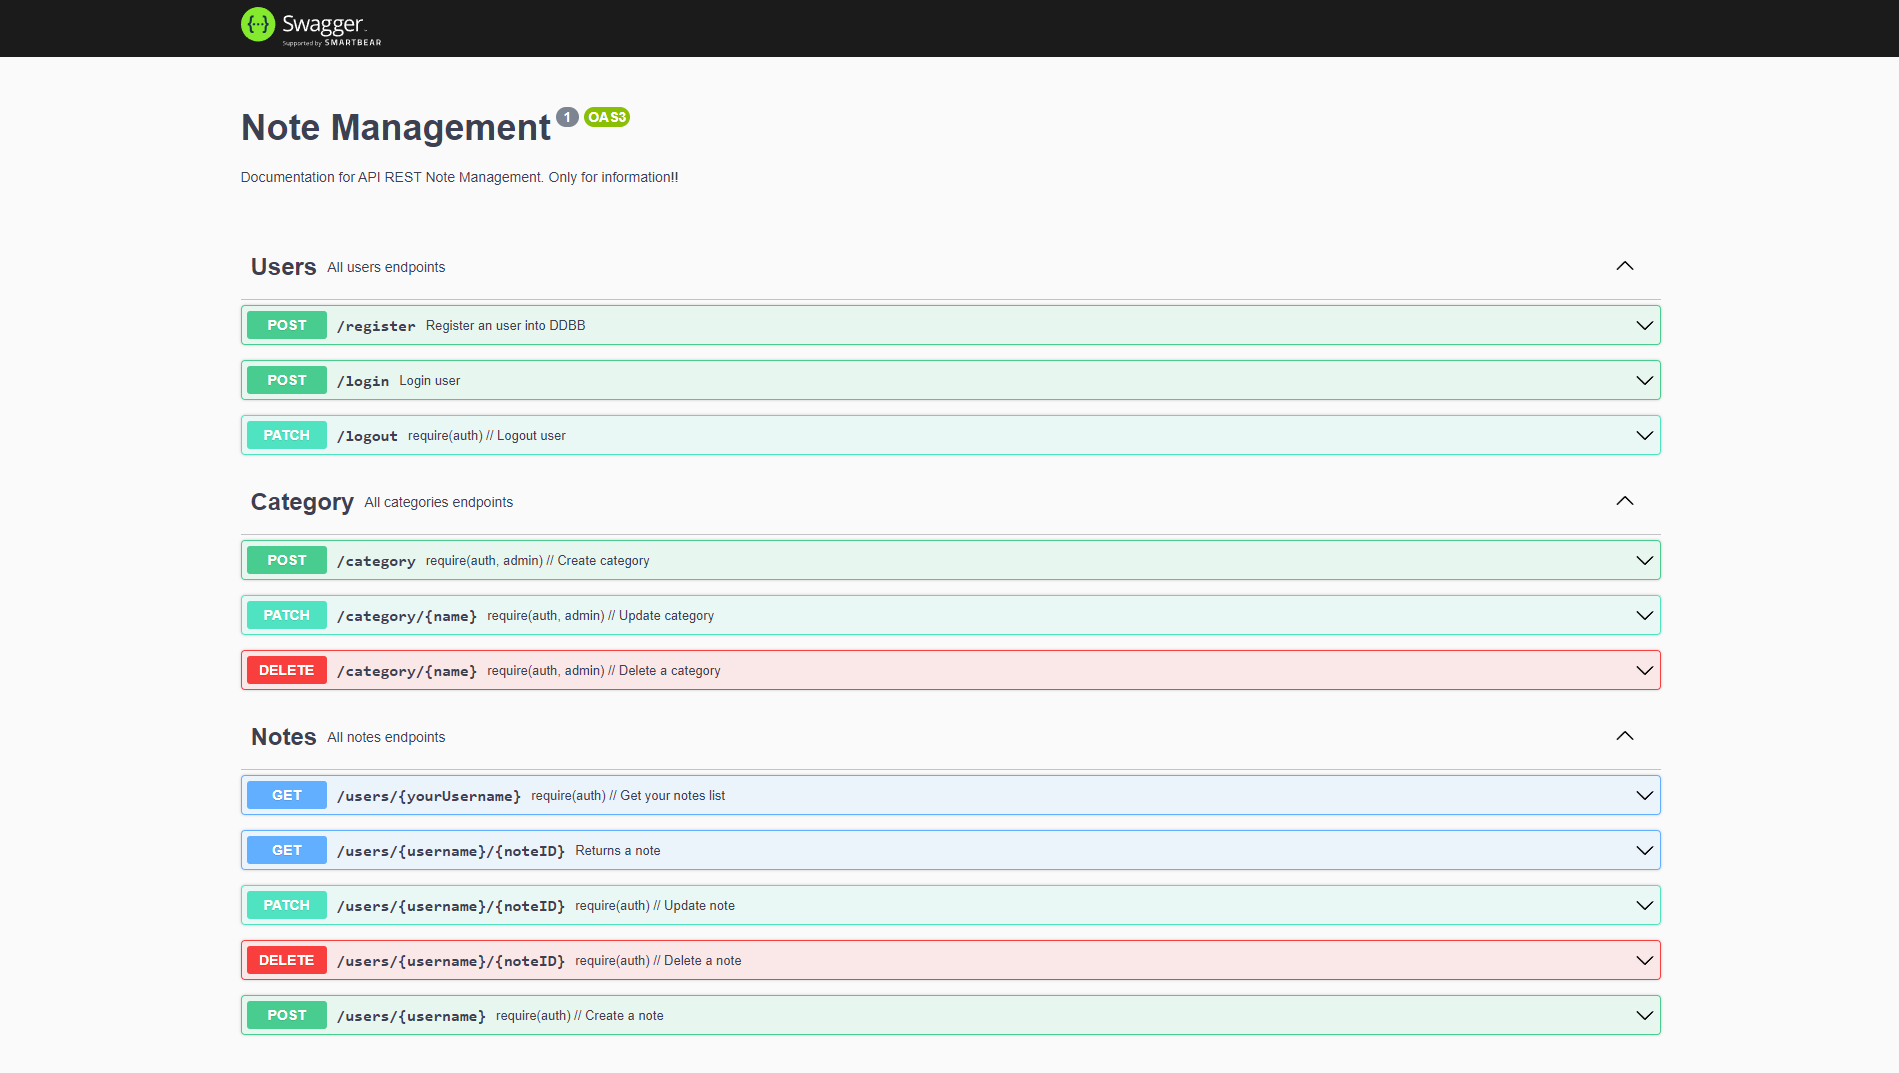 {···} Swagger.
Supported by SMARTBEAR
Note Management 1 OAS3
Documentation for API REST Note Management. Only for information!!
Users All users endpoints
POST /register Register an user into DDBB
POST /login Login user
PATCH /logout require(auth) // Logout user
Category All categories endpoints
POST /category require(auth, admin) // Create category
PATCH /category/{name} require(auth, admin) // Update category
DELETE /category/{name} require(auth, admin) // Delete a category
Notes All notes endpoints
GET /users/{yourUsername} require(auth) // Get your notes list
GET /users/{username}/{noteID} Returns a note
PATCH /users/{username}/{noteID} require(auth) // Update note
DELETE /users/{username}/{noteID} require(auth) // Delete a note
POST /users/{username} require(auth) // Create a note